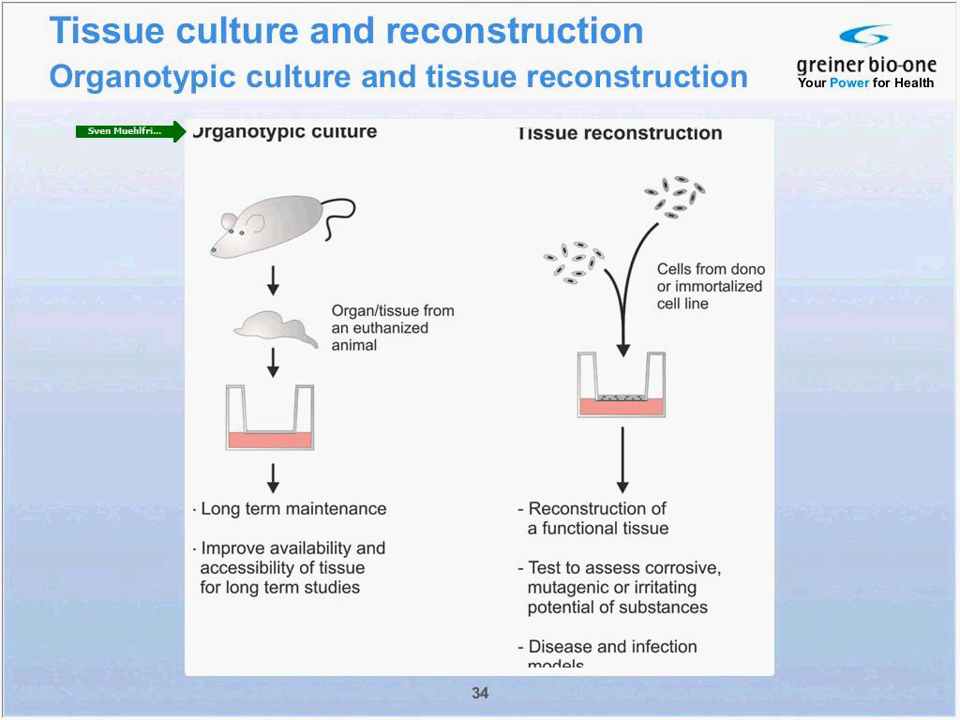 Tissue culture and reconstruction
Organotypic culture and tissue reconstruction
greiner bio-one
Your Power for Health
Sven Muehlfri...
Organotypic culture
Tissue reconstruction
Cells from dono
or immortalized
cell line
Organ/tissue from
an euthanized
animal
- Long term maintenance
- Improve availability and
accessibility of tissue
for long term studies
- Reconstruction of
a functional tissue
- Test to assess corrosive,
mutagenic or irritating
potential of substances
- Disease and infection
models
34